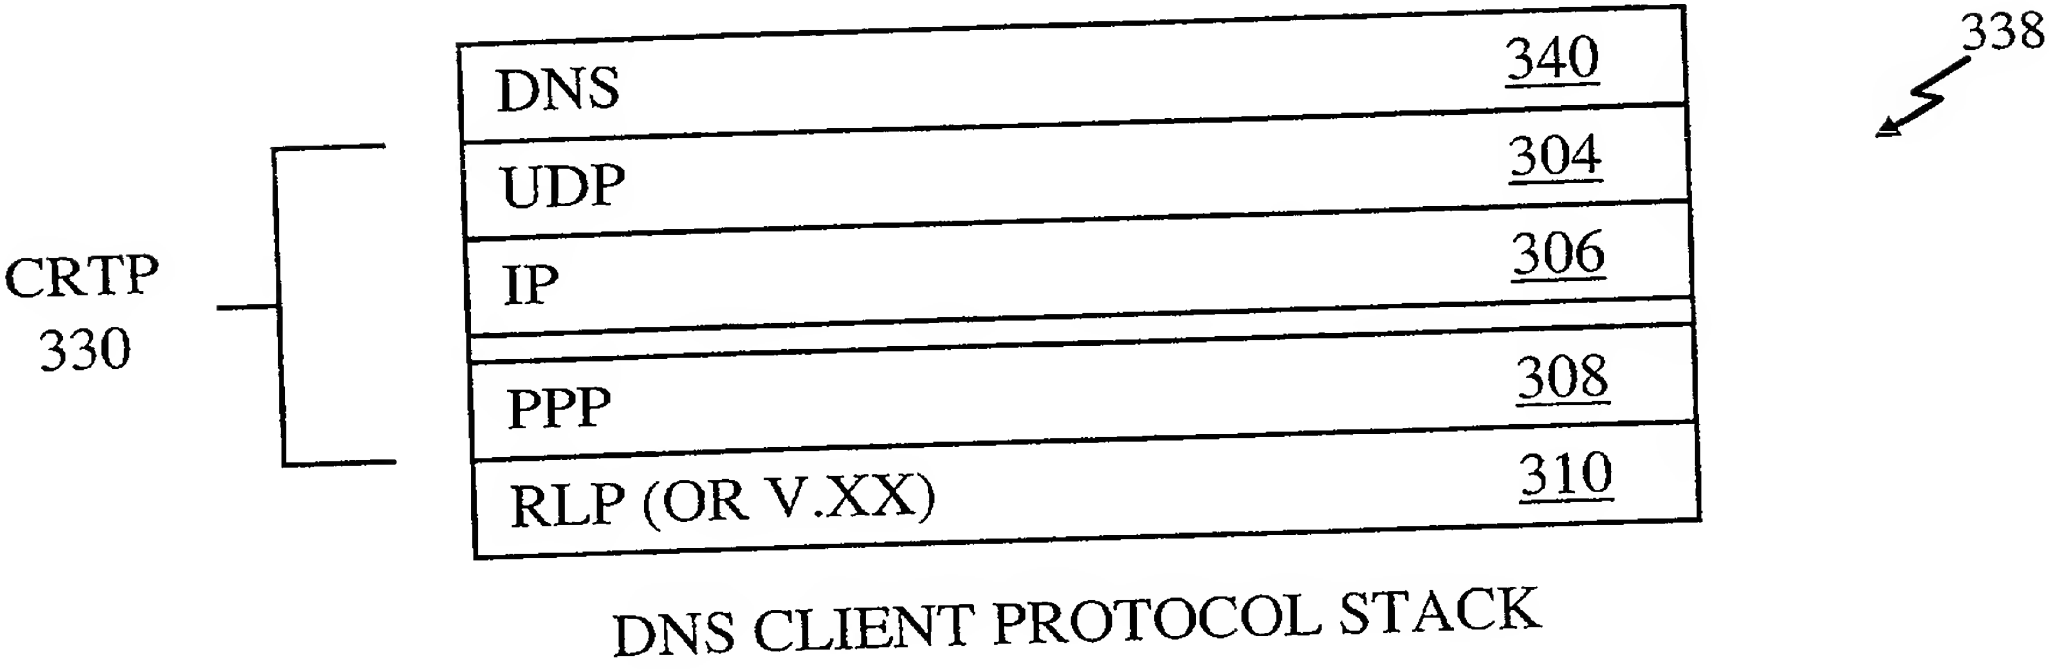 338
DNS 340
UDP 304
IP 306
PPP 308
RLP (OR V.XX) 310
CRTP
330
DNS CLIENT PROTOCOL STACK